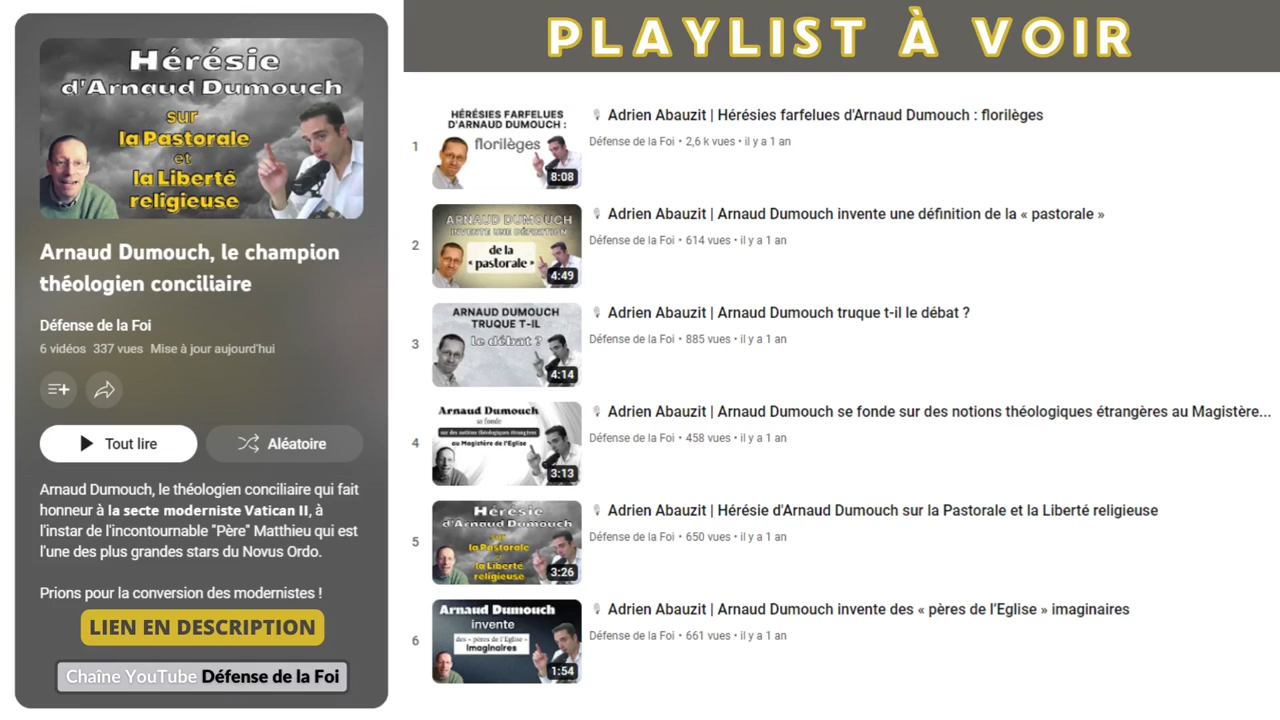 PLAYLIST À VOIR
Hérésie
d'Arnaud Dumouch
sur
la Pastorale
et
la Liberté
religieuse
Arnaud Dumouch, le champion
théologien conciliaire
Défense de la Foi
6 vidéos 337 vues Mise à jour aujourd'hui
Tout lire
Aléatoire
Arnaud Dumouch, le théologien conciliaire qui fait
honneur à la secte moderniste Vatican II, à
l'instar de l'incontournable "Père" Matthieu qui est
l'une des plus grandes stars du Novus Ordo.
Prions pour la conversion des modernistes !
LIEN EN DESCRIPTION
Chaîne YouTube Défense de la Foi
1
HÉRÉSIES FARFELUES
D'ARNAUD DUMOUCH :
florilèges
8:08
Adrien Abauzit | Hérésies farfelues d'Arnaud Dumouch : florilèges
Défense de la Foi • 2,6 k vues • il y a 1 an
2
ARNAUD DUMOUCH
INVENTE UNE DÉFINITION
de la
« pastorale »
4:49
Adrien Abauzit | Arnaud Dumouch invente une définition de la « pastorale »
Défense de la Foi • 614 vues • il y a 1 an
3
ARNAUD DUMOUCH
TRUQUE T-IL
le débat ?
4:14
Adrien Abauzit | Arnaud Dumouch truque t-il le débat ?
Défense de la Foi • 885 vues • il y a 1 an
4
Arnaud Dumouch
se fonde
sur des notions théologiques étrangères
au Magistère de l'Eglise
3:13
Adrien Abauzit | Arnaud Dumouch se fonde sur des notions théologiques étrangères au Magistère...
Défense de la Foi • 458 vues • il y a 1 an
5
Hérésie
d'Arnaud Dumouch
sur
la Pastorale
et
la Liberté
religieuse
3:26
Adrien Abauzit | Hérésie d'Arnaud Dumouch sur la Pastorale et la Liberté religieuse
Défense de la Foi • 650 vues • il y a 1 an
6
Arnaud Dumouch
invente
des « pères de l'Eglise »
imaginaires
1:54
Adrien Abauzit | Arnaud Dumouch invente des « pères de l'Eglise » imaginaires
Défense de la Foi • 661 vues • il y a 1 an